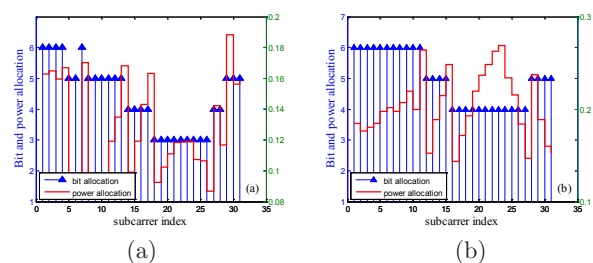 6
5
4
3
2
1
Bit and power allocation
0.2
0.18
0.16
0.14
0.12
0.1
0.08
bit allocation
power allocation
(a)
0 5 10 15 20 25 30 35
subcarrer index
(a)
7
6
5
4
3
2
1
Bit and power allocation
0.3
0.2
0.1
bit allocation
power allocation
(b)
0 5 10 15 20 25 30 35
subcarrer index
(b)